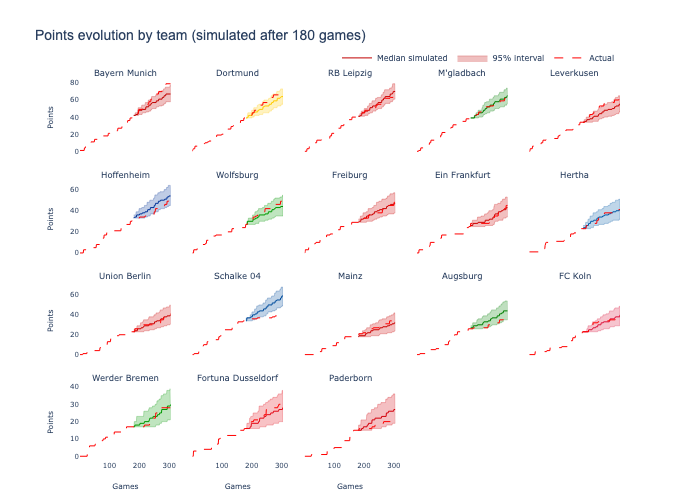 Points evolution by team (simulated after 180 games)
Median simulated 95% interval Actual
Bayern Munich Dortmund RB Leipzig M'gladbach Leverkusen
80
60
40
20
0
Points
Hoffenheim Wolfsburg Freiburg Ein Frankfurt Hertha
60
40
20
0
Points
Union Berlin Schalke 04 Mainz Augsburg FC Koln
60
40
20
0
Points
Werder Bremen Fortuna Dusseldorf Paderborn
40
30
20
10
0
Points
100 200 300 100 200 300 100 200 300
Games Games Games